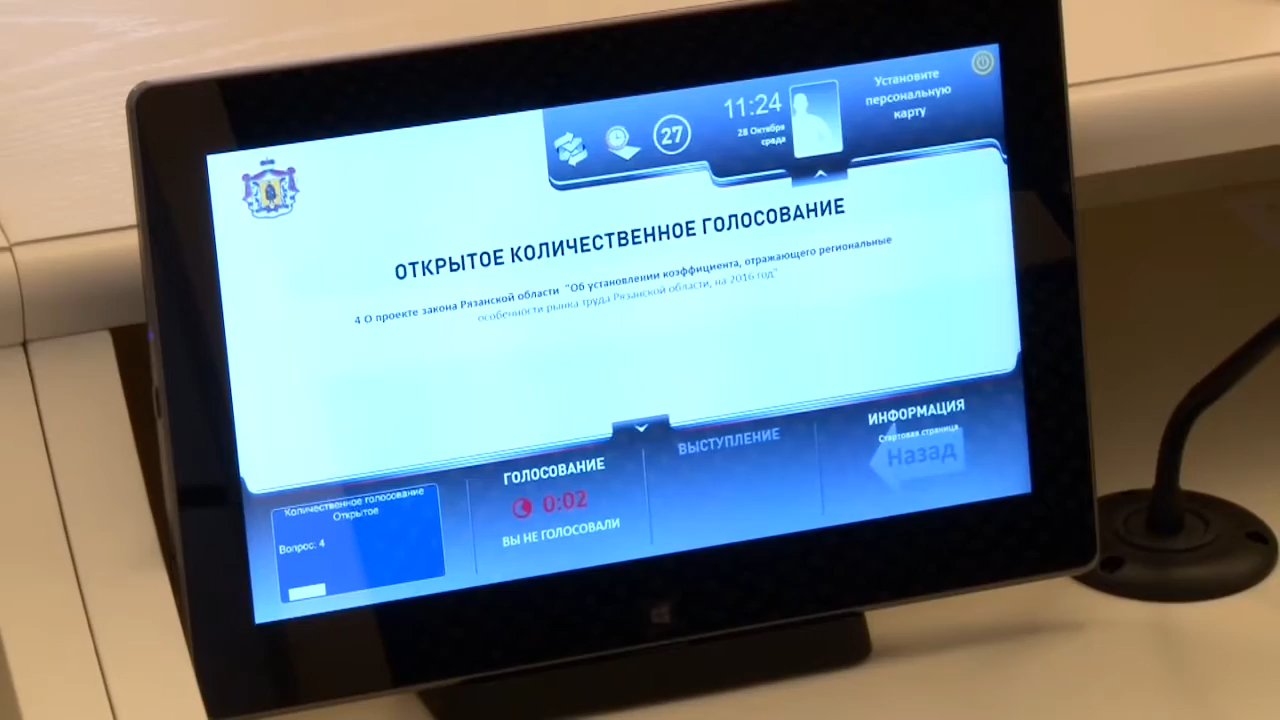 27
11:24
28 Октября
среда
Установите
персональную
карту
ОТКРЫТОЕ КОЛИЧЕСТВЕННОЕ ГОЛОСОВАНИЕ
4 О проекте закона Рязанской области "Об установлении коэффициента, отражающего региональные
особенности рынка труда Рязанской области, на 2016 год"
Количественное голосование
Открытое
Вопрос: 4
ГОЛОСОВАНИЕ
0:02
ВЫ НЕ ГОЛОСОВАЛИ
ВЫСТУПЛЕНИЕ
ИНФОРМАЦИЯ
Стартовая страница
Назад